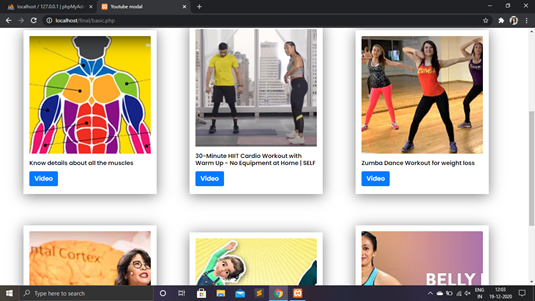 localhost / 127.0.0.1 | phpMyAd
Youtube modal
localhost/final/basic.php
Know details about all the muscles
Video
30-Minute HIIT Cardio Workout with
Warm Up - No Equipment at Home | SELF
Video
Zumba Dance Workout for weight loss
Video
ntal Cortex
BELLY
Type here to search
ENG
IN
12:03
19-12-2020